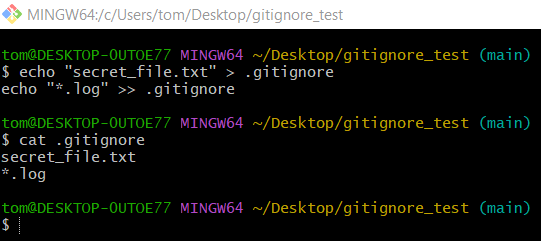 MINGW64:/c/Users/tom/Desktop/gitignore_test
tom@DESKTOP-OUTOE77 MINGW64 ~/Desktop/gitignore_test (main)
$ echo "secret_file.txt" > .gitignore
echo "*.log" >> .gitignore
tom@DESKTOP-OUTOE77 MINGW64 ~/Desktop/gitignore_test (main)
$ cat .gitignore
secret_file.txt
*.log
tom@DESKTOP-OUTOE77 MINGW64 ~/Desktop/gitignore_test (main)
$